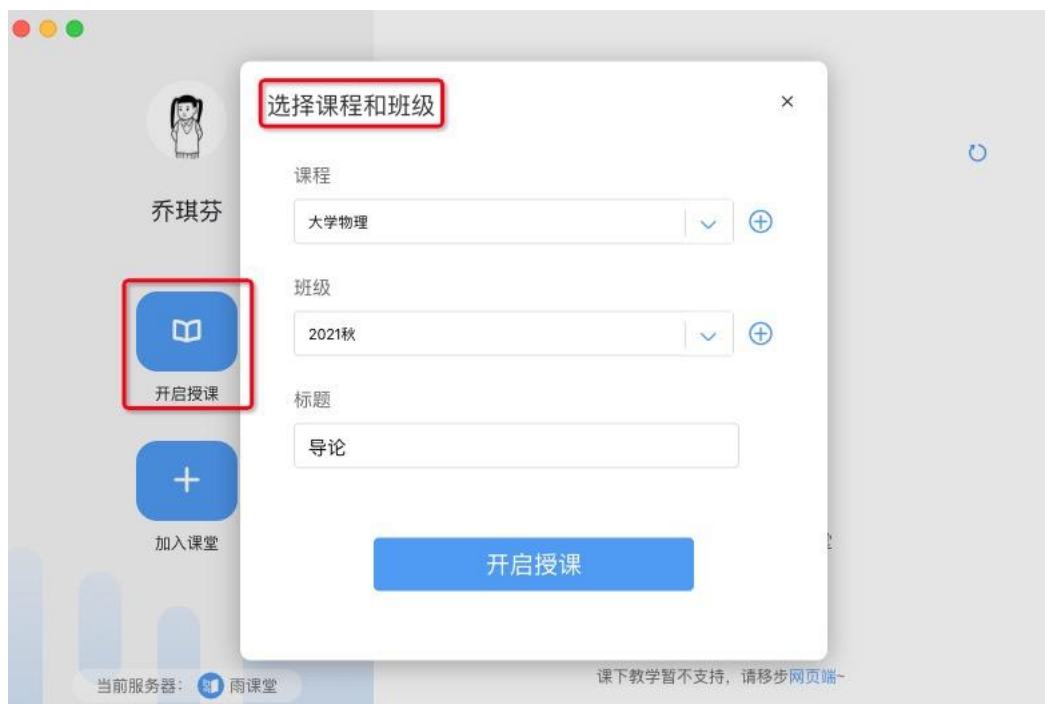 选择课程和班级
×
乔琪芬
课程
大学物理
班级
2021秋
开启授课
标题
导论
加入课堂
开启授课
当前服务器: 雨课堂
课下教学暂不支持, 请移步网页端~